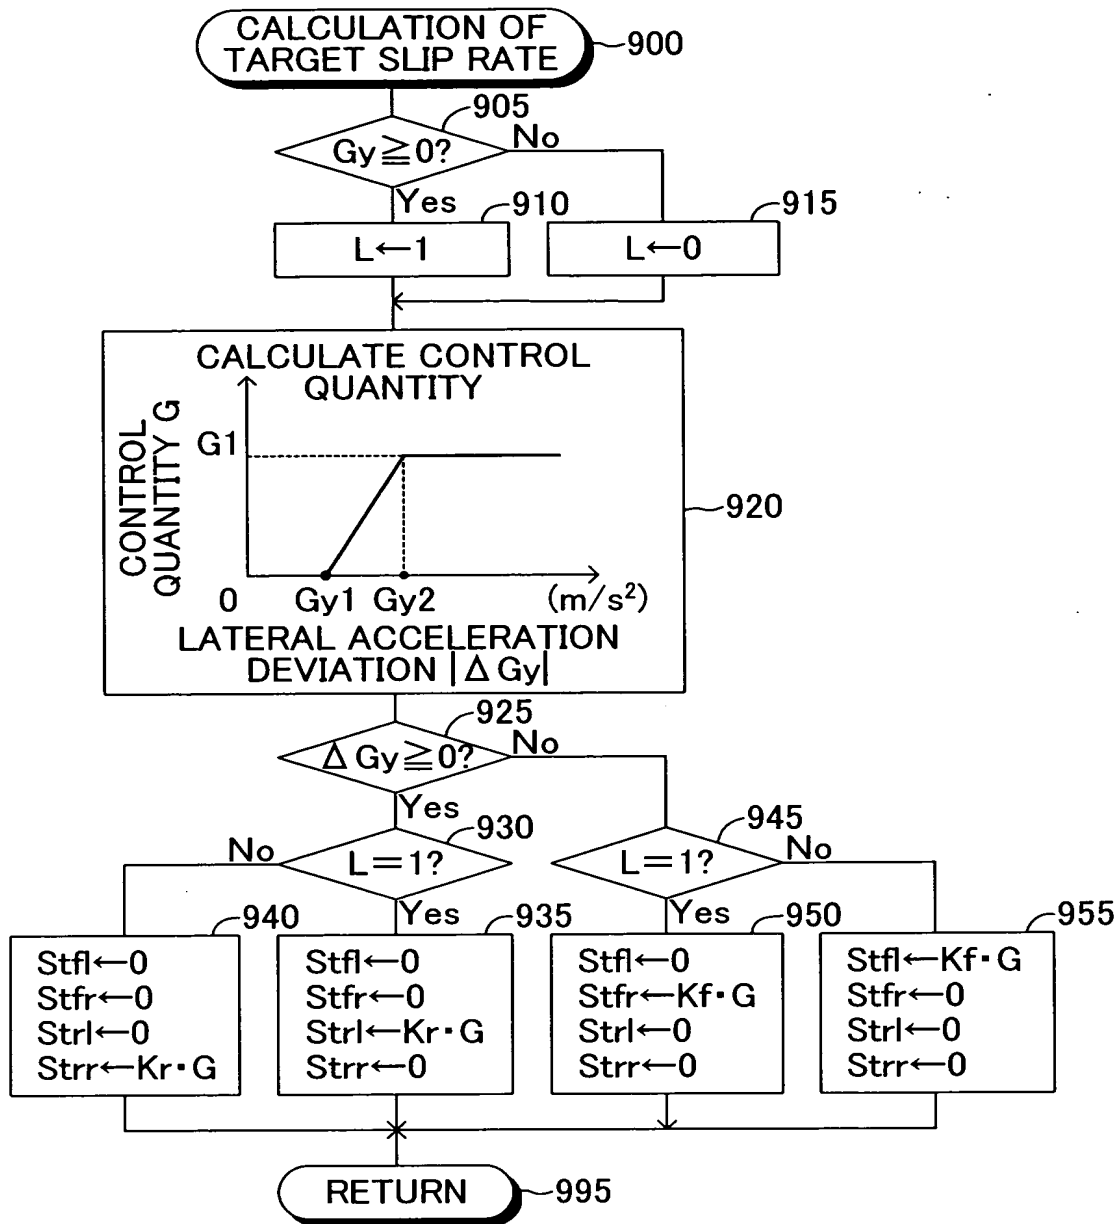 CALCULATION OF
TARGET SLIP RATE
900
905
Gy≧0?
No
Yes
910
915
L←1
L←0
CALCULATE CONTROL
QUANTITY
CONTROL
QUANTITY G
G1
920
0
Gy1
Gy2
(m/s²)
LATERAL ACCELERATION
DEVIATION |ΔGy|
925
ΔGy≧0?
No
Yes
930
945
No
L=1?
L=1?
No
Yes
Yes
940
935
950
955
Stfl←0
Stfr←0
Strl←0
Strr←Kr·G
Stfl←0
Stfr←0
Strl←Kr·G
Strr←0
Stfl←0
Stfr←Kf·G
Strl←0
Strr←0
Stfl←Kf·G
Stfr←0
Strl←0
Strr←0
RETURN
995